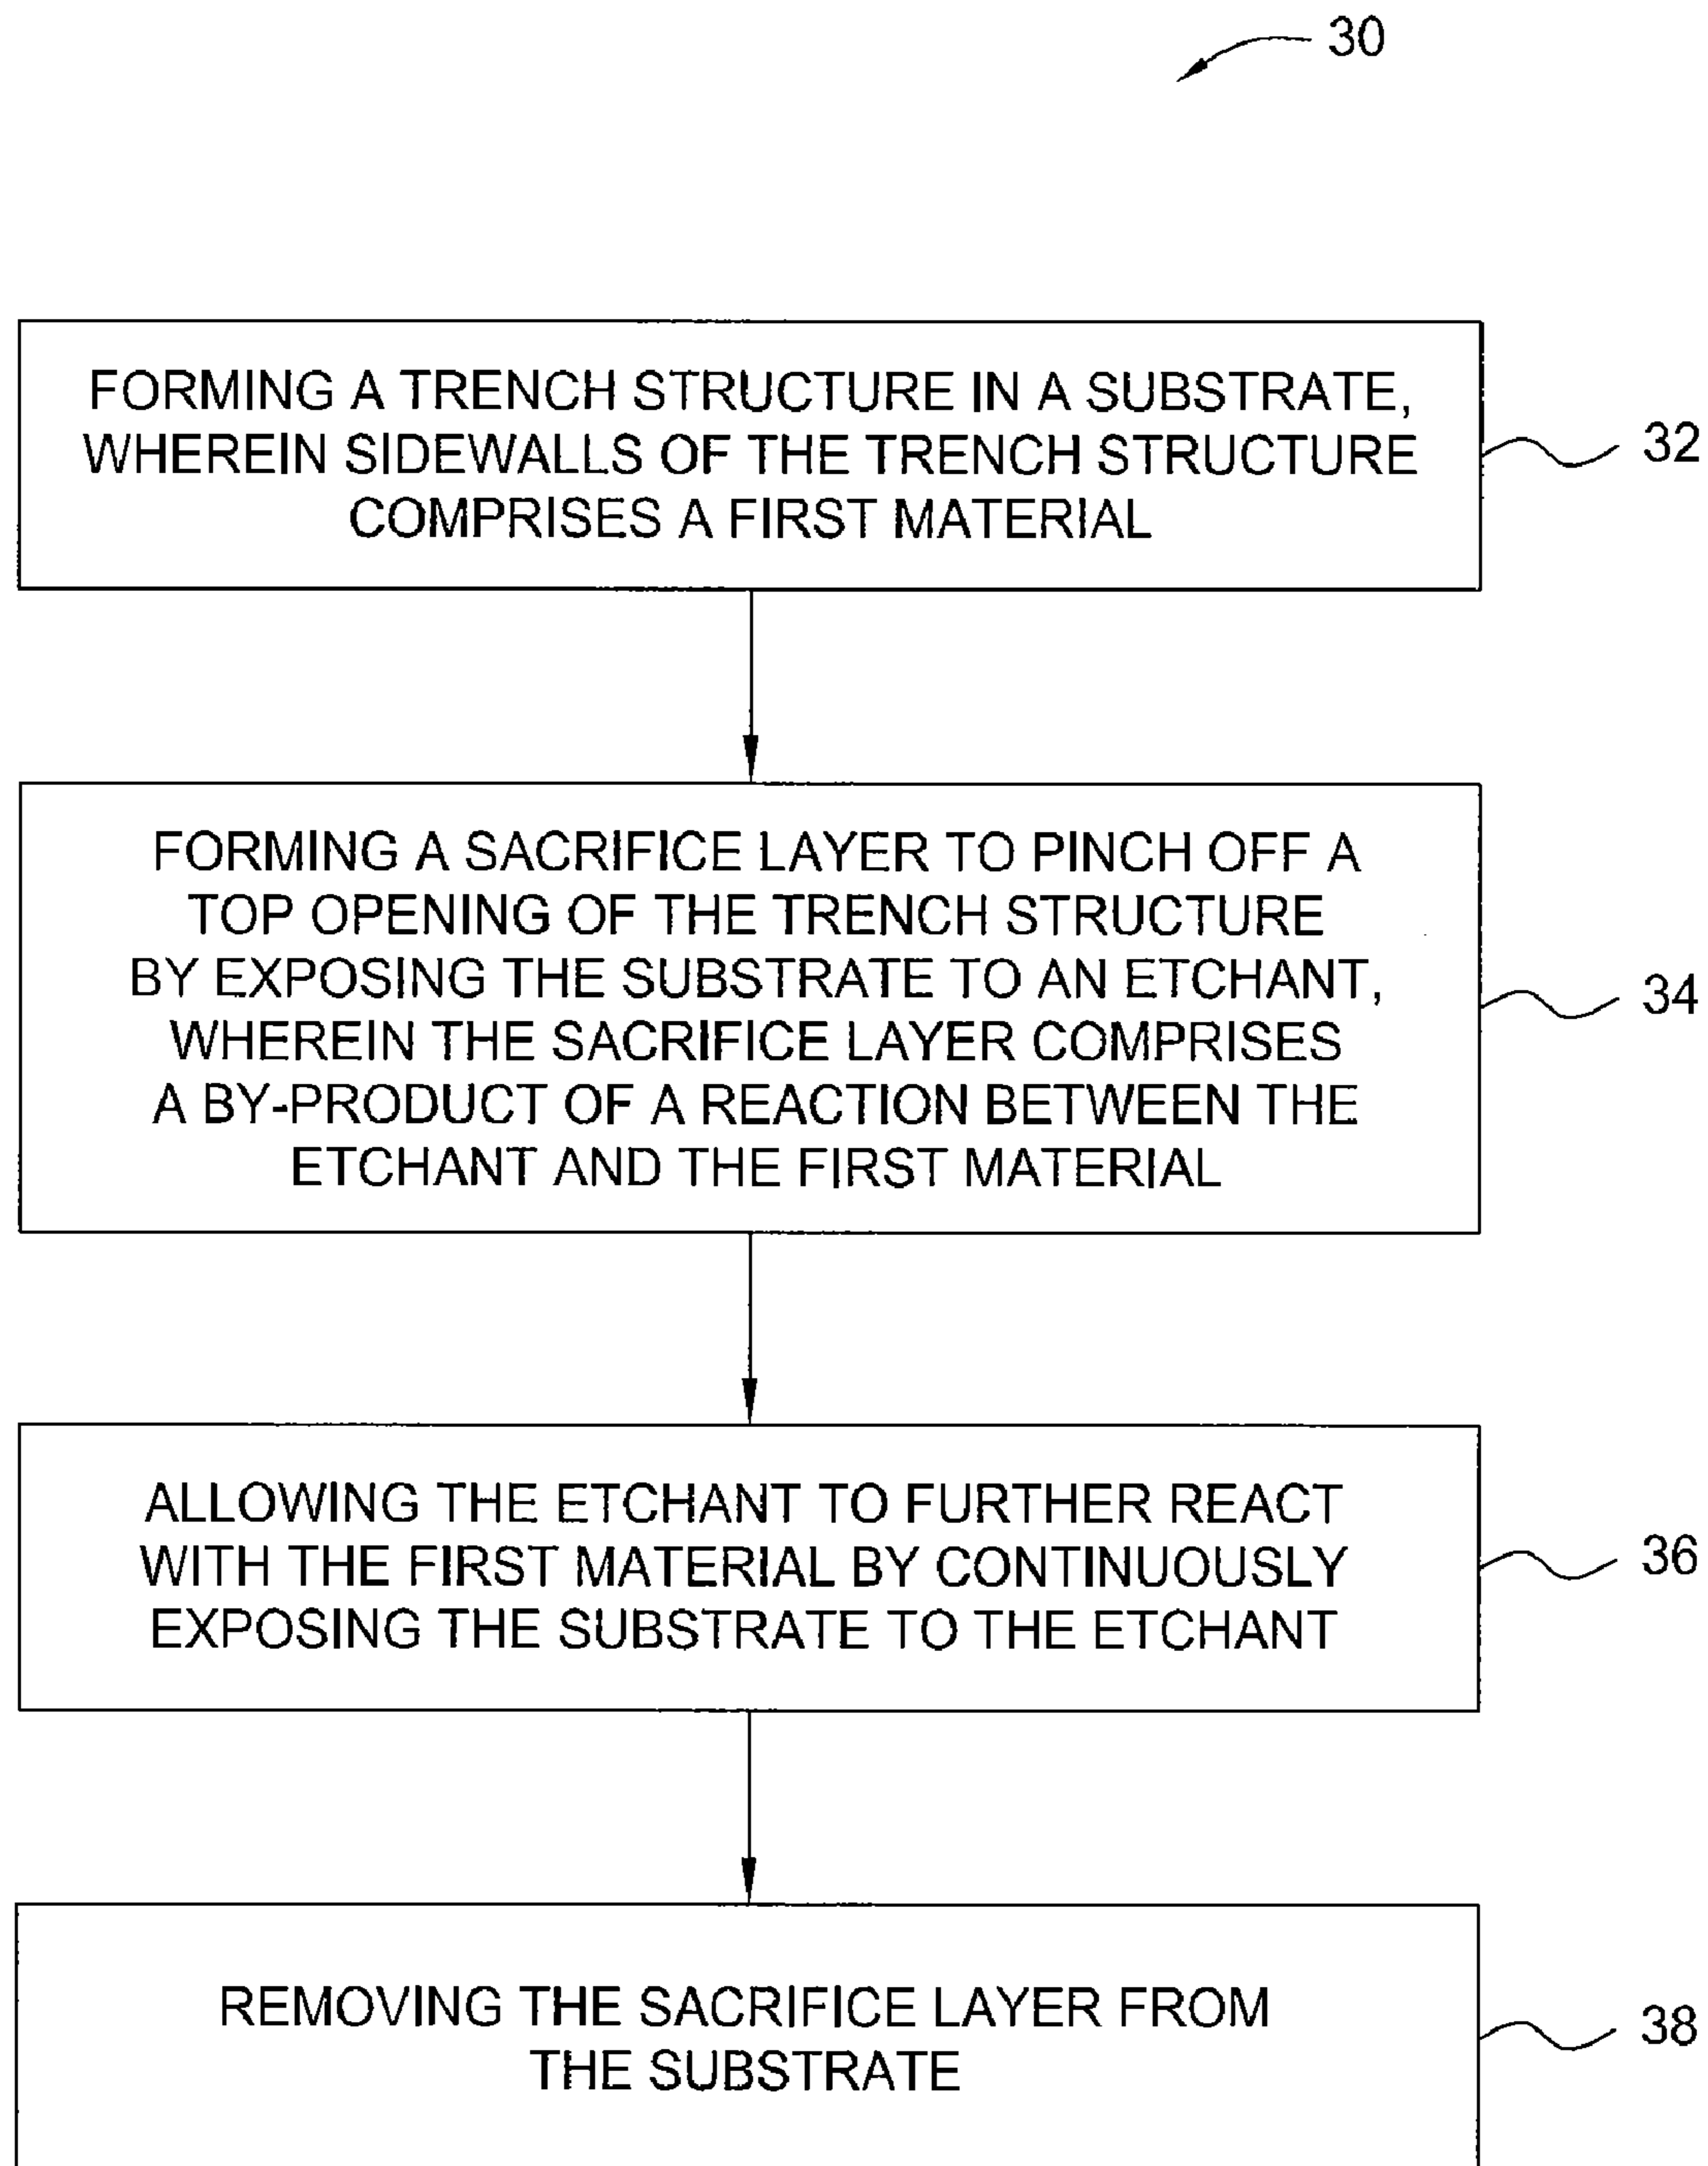 30
FORMING A TRENCH STRUCTURE IN A SUBSTRATE,
WHEREIN SIDEWALLS OF THE TRENCH STRUCTURE
COMPRISES A FIRST MATERIAL
32
FORMING A SACRIFICE LAYER TO PINCH OFF A
TOP OPENING OF THE TRENCH STRUCTURE
BY EXPOSING THE SUBSTRATE TO AN ETCHANT,
WHEREIN THE SACRIFICE LAYER COMPRISES
A BY-PRODUCT OF A REACTION BETWEEN THE
ETCHANT AND THE FIRST MATERIAL
34
ALLOWING THE ETCHANT TO FURTHER REACT
WITH THE FIRST MATERIAL BY CONTINUOUSLY
EXPOSING THE SUBSTRATE TO THE ETCHANT
36
REMOVING THE SACRIFICE LAYER FROM
THE SUBSTRATE
38